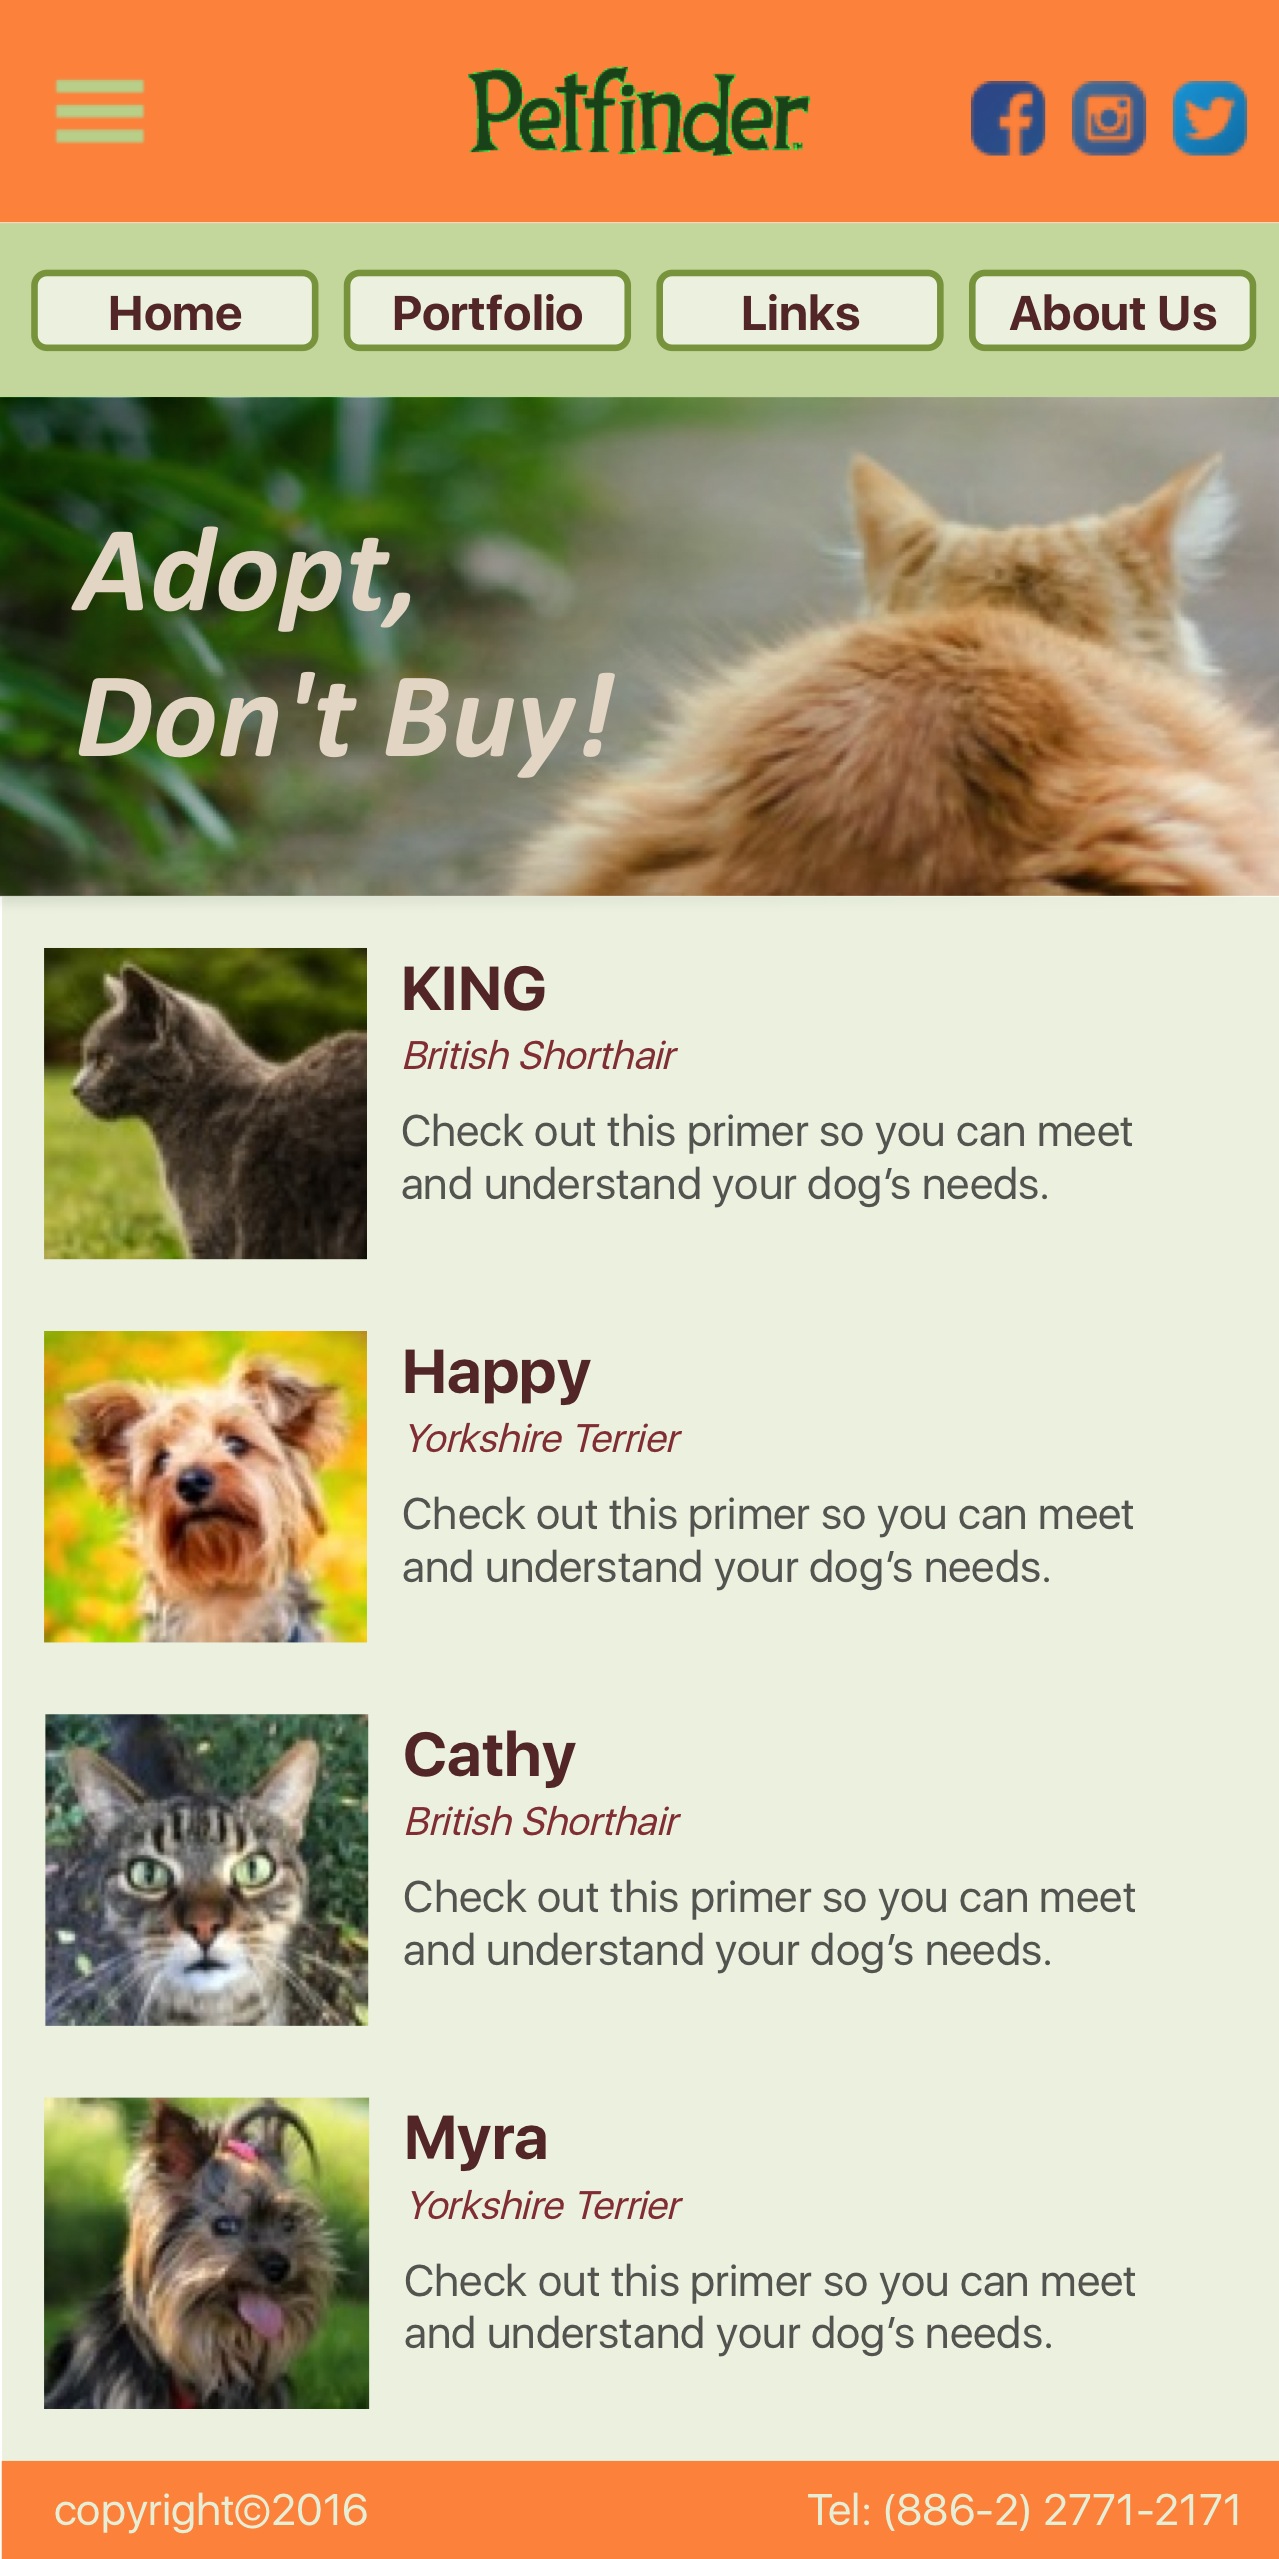 Petfinder™
Home
Portfolio
Links
About Us
Adopt,
Don't Buy!
KING
British Shorthair
Check out this primer so you can meet
and understand your dog’s needs.
Happy
Yorkshire Terrier
Check out this primer so you can meet
and understand your dog’s needs.
Cathy
British Shorthair
Check out this primer so you can meet
and understand your dog’s needs.
Myra
Yorkshire Terrier
Check out this primer so you can meet
and understand your dog’s needs.
copyright©2016
Tel: (886-2) 2771-2171